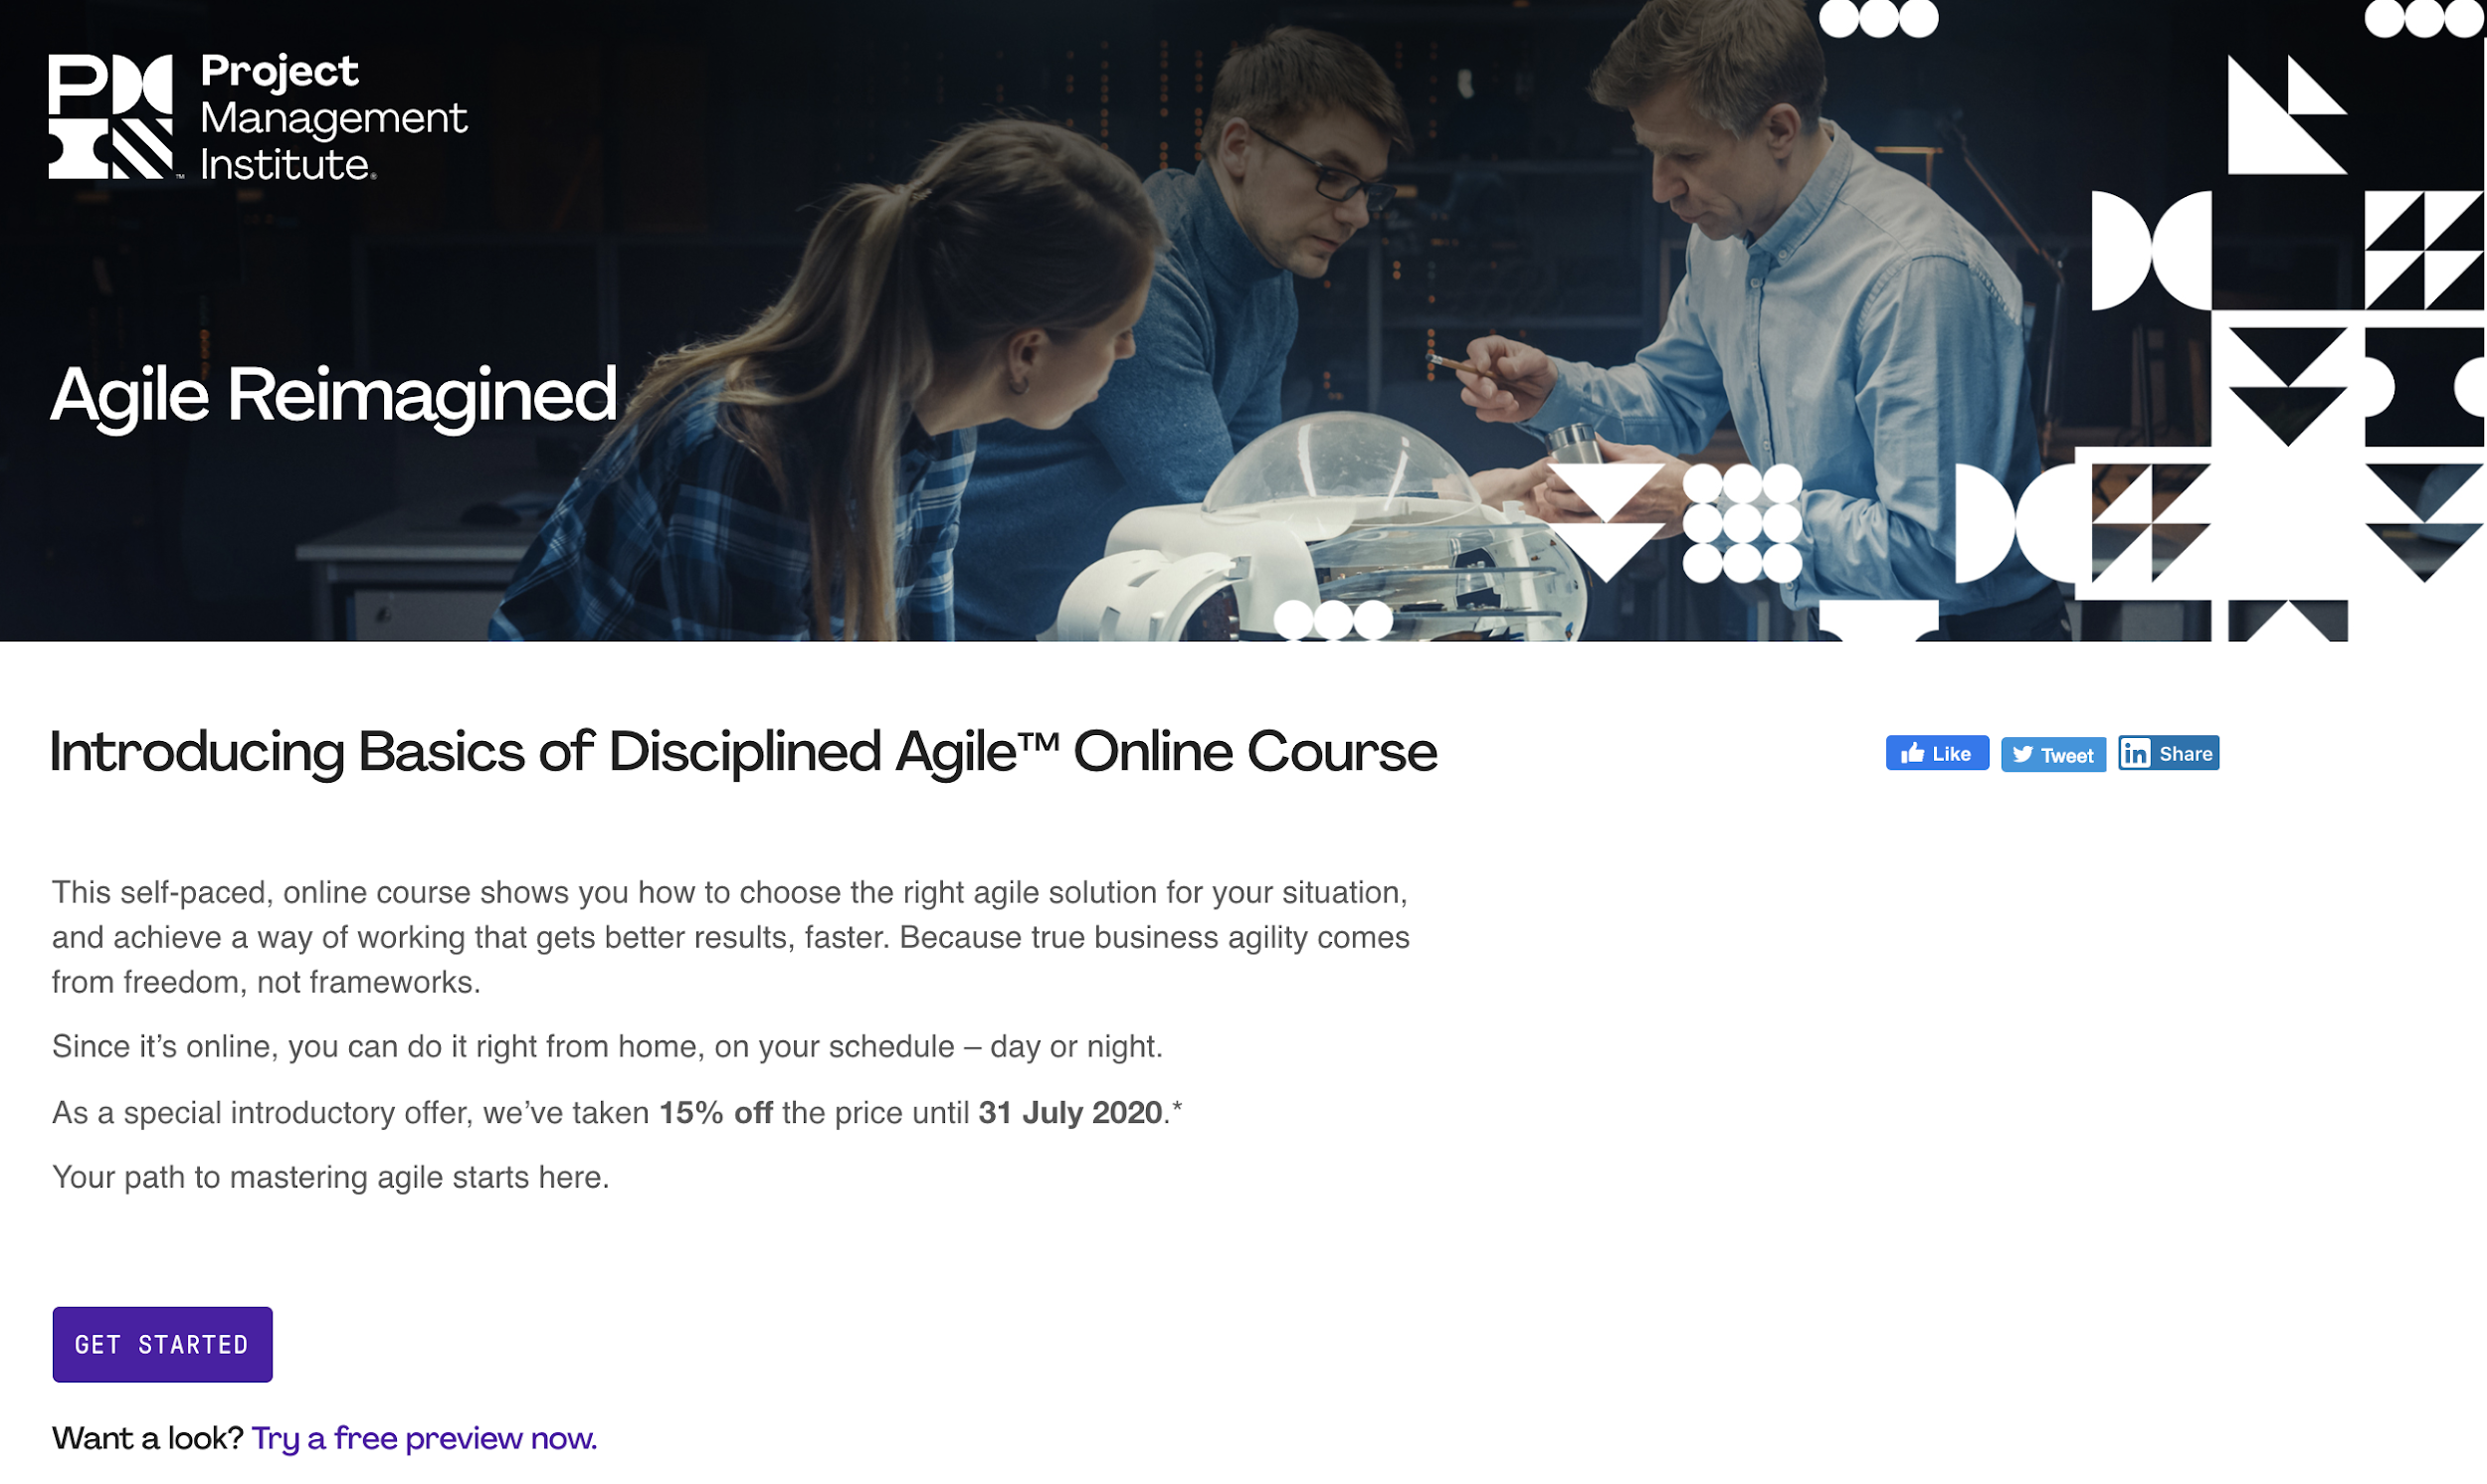 Project
Management
Institute®
Agile Reimagined
Introducing Basics of Disciplined Agile™ Online Course
Like
Tweet
in Share
This self-paced, online course shows you how to choose the right agile solution for your situation,
and achieve a way of working that gets better results, faster. Because true business agility comes
from freedom, not frameworks.
Since it’s online, you can do it right from home, on your schedule – day or night.
As a special introductory offer, we’ve taken 15% off the price until 31 July 2020.*
Your path to mastering agile starts here.
GET STARTED
Want a look? Try a free preview now.